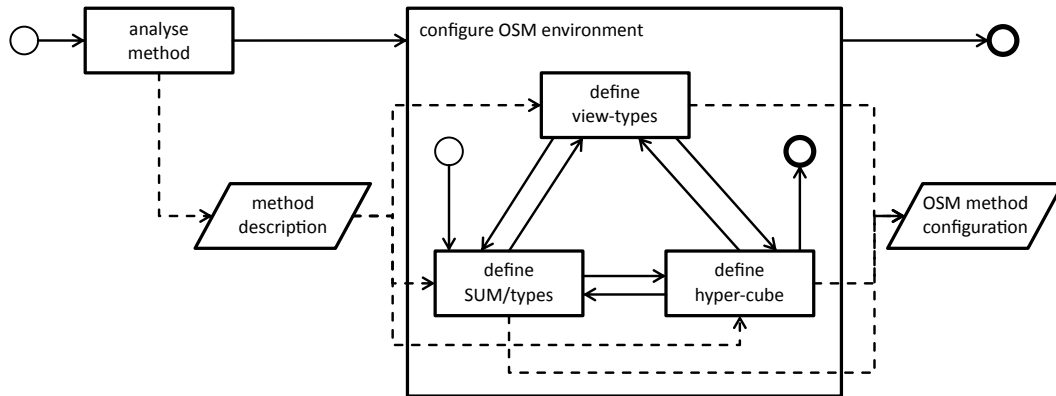 analyse
method
configure OSM environment
define
view-types
method
description
OSM method
configuration
define
SUM/types
define
hyper-cube